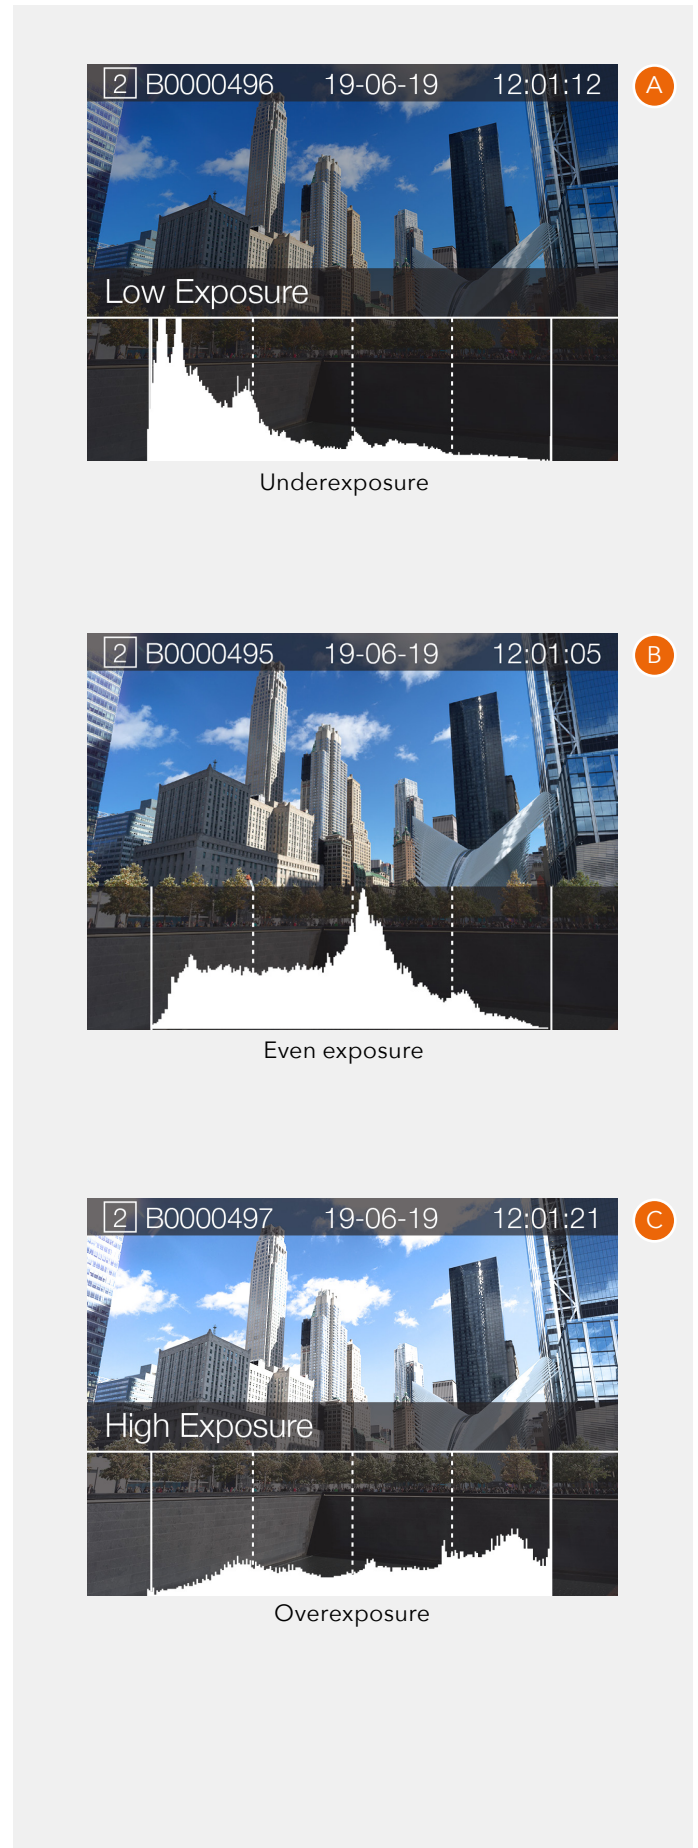 2 B0000496 19-06-19 12:01:12 A
Low Exposure
Underexposure
2 B0000495 19-06-19 12:01:05 B
Even exposure
2 B0000497 19-06-19 12:01:21 C
High Exposure
Overexposure